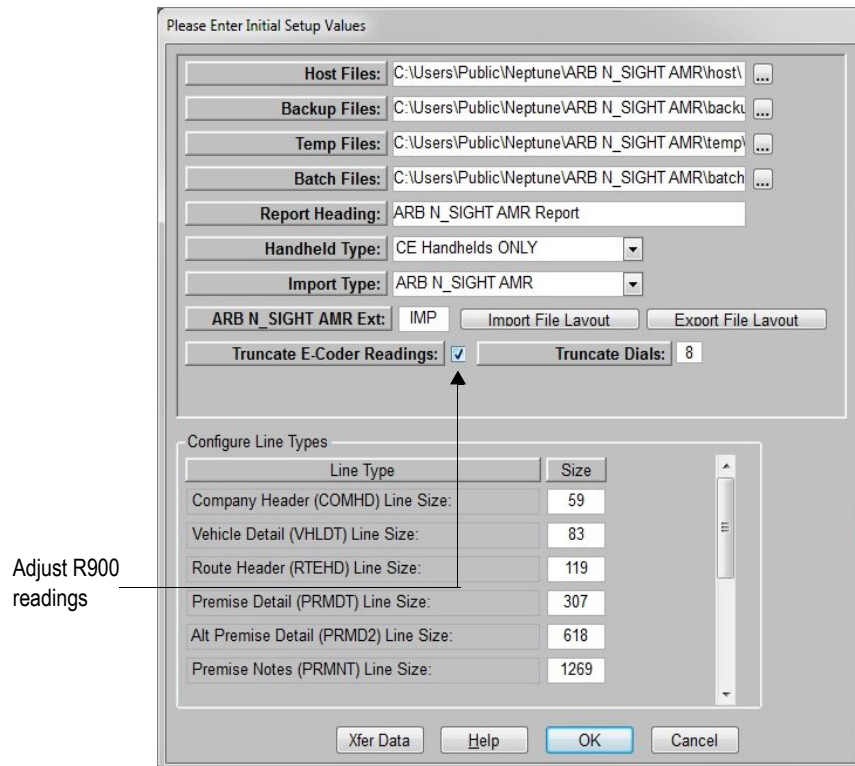 Please Enter Initial Setup Values
Host Files: C:\Users\Public\Neptune\ARB N_SIGHT AMR\host\ ...
Backup Files: C:\Users\Public\Neptune\ARB N_SIGHT AMR\backu ...
Temp Files: C:\Users\Public\Neptune\ARB N_SIGHT AMR\temp\ ...
Batch Files: C:\Users\Public\Neptune\ARB N_SIGHT AMR\batch ...
Report Heading: ARB N_SIGHT AMR Report
Handheld Type: CE Handhelds ONLY
Import Type: ARB N_SIGHT AMR
ARB N_SIGHT AMR Ext: IMP Import File Layout Export File Layout
Truncate E-Coder Readings: Truncate Dials: 8
Configure Line Types
Line Type Size
Company Header (COMHD) Line Size: 59
Vehicle Detail (VHLDT) Line Size: 83
Route Header (RTEHD) Line Size: 119
Premise Detail (PRMDT) Line Size: 307
Alt Premise Detail (PRMD2) Line Size: 618
Premise Notes (PRMNT) Line Size: 1269
Adjust R900
readings
Xfer Data Help OK Cancel